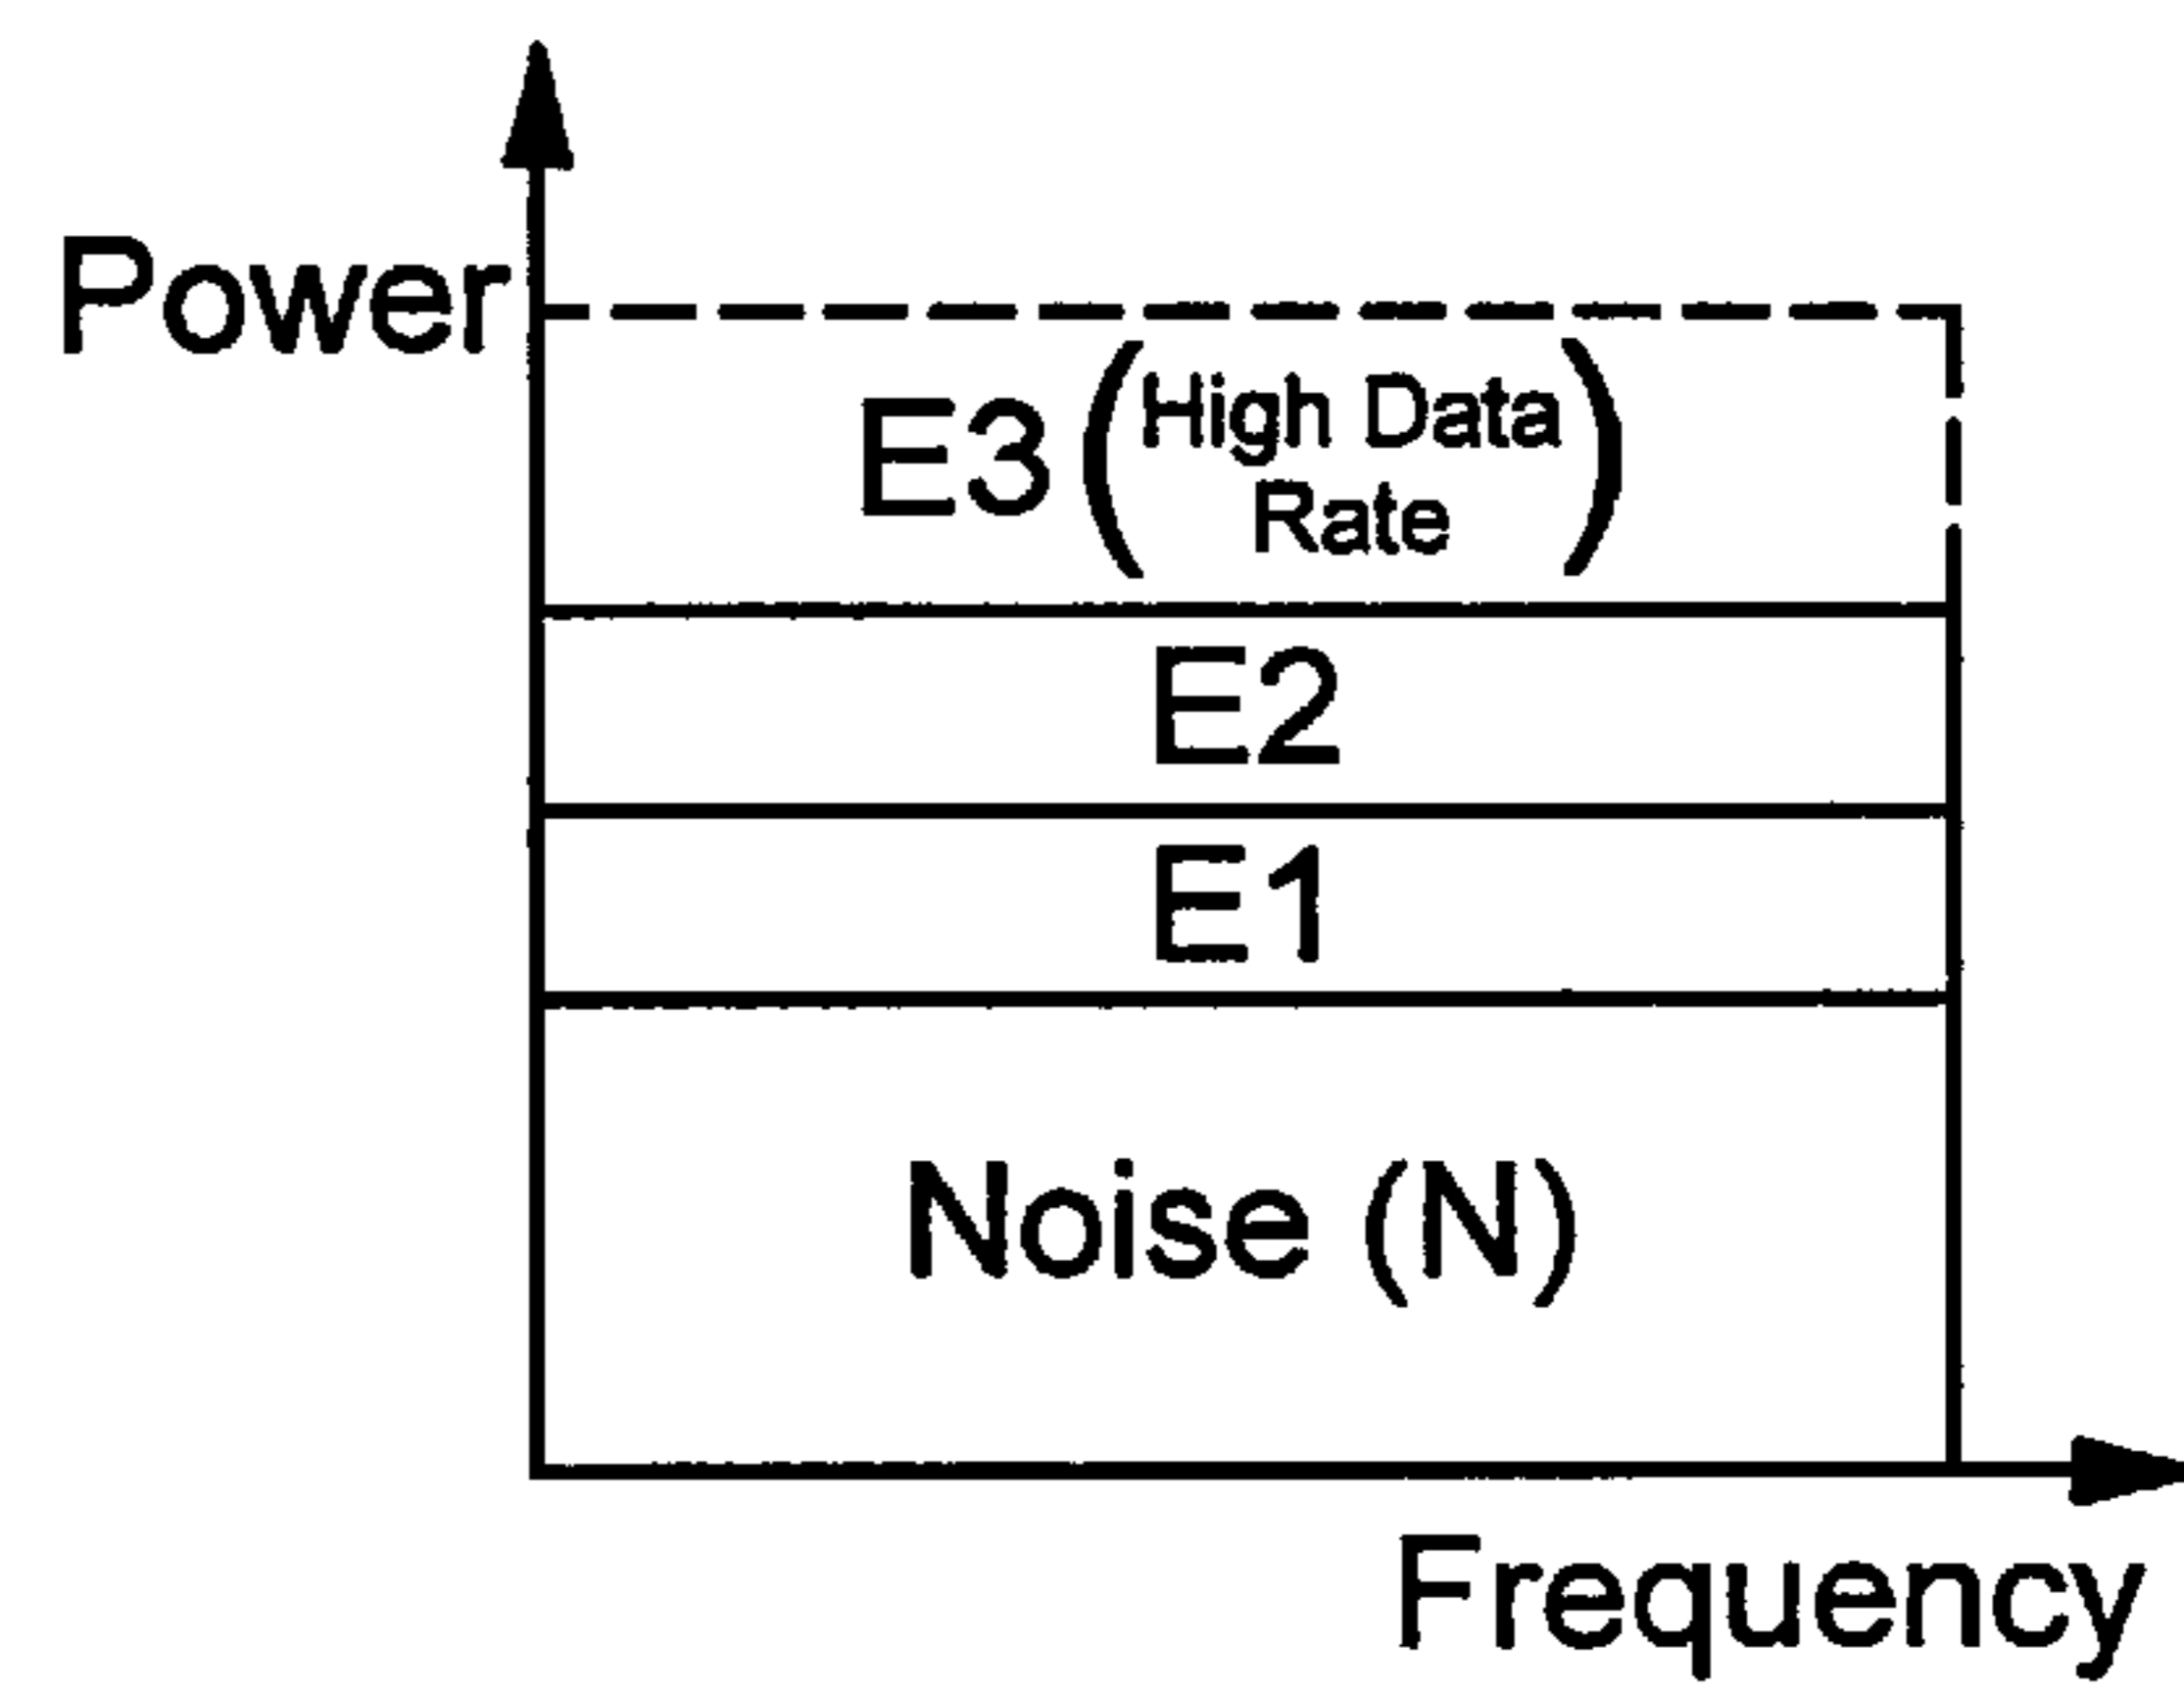 Power
E3 (High Data
Rate)
E2
E1
Noise (N)
Frequency